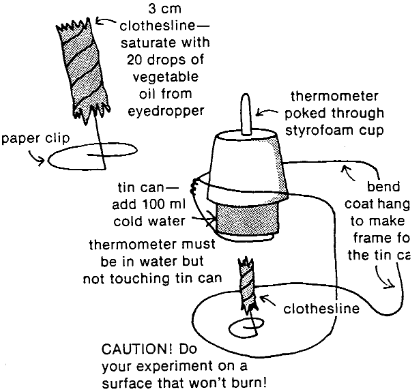 3 cm
clothesline—
saturate with
20 drops of
vegetable
oil from
eyedropper
paper clip
thermometer
poked through
styrofoam cup
tin can—
add 100 ml
cold water
thermometer must
be in water but
not touching tin can
bend
coat hang
to make
frame fo
the tin ca
clothesline
CAUTION! Do
your experiment on a
surface that won't burn!